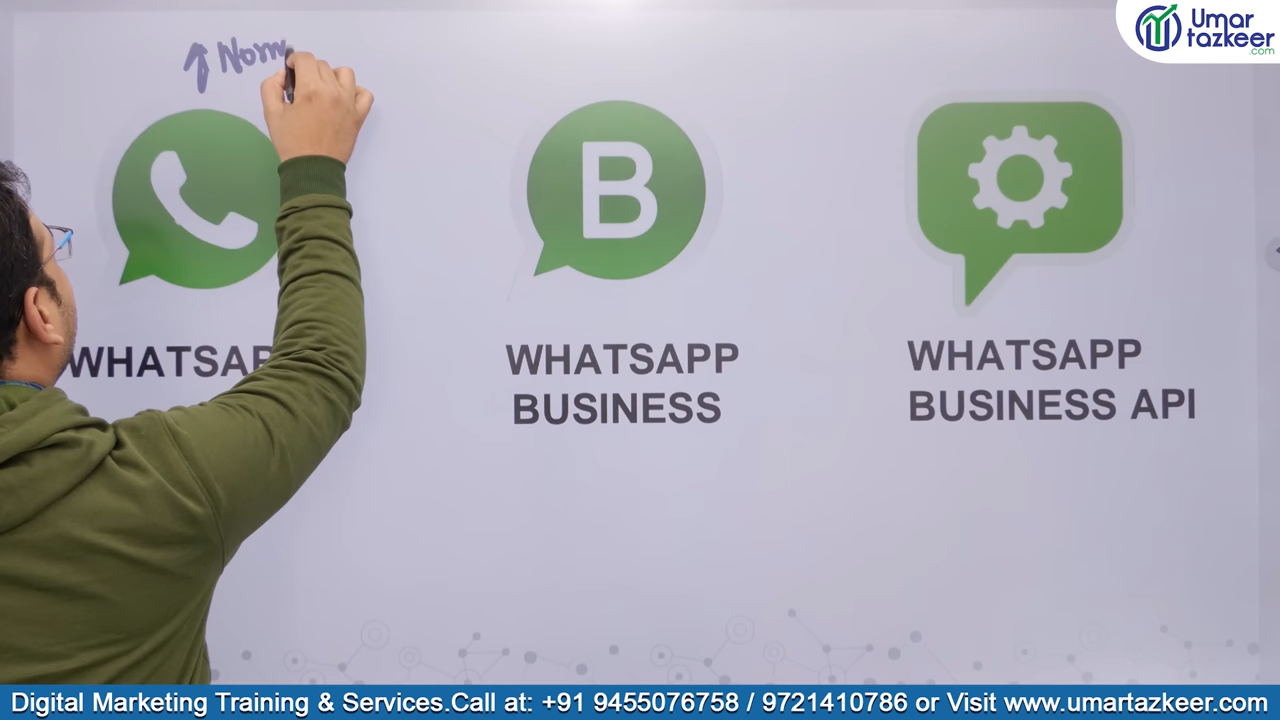 Umar
tazkeer
.com
Norm
WHATSAPP
BUSINESS
WHATSAPP
BUSINESS API
Digital Marketing Training & Services.Call at: +91 9455076758 / 9721410786 or Visit www.umartazkeer.com